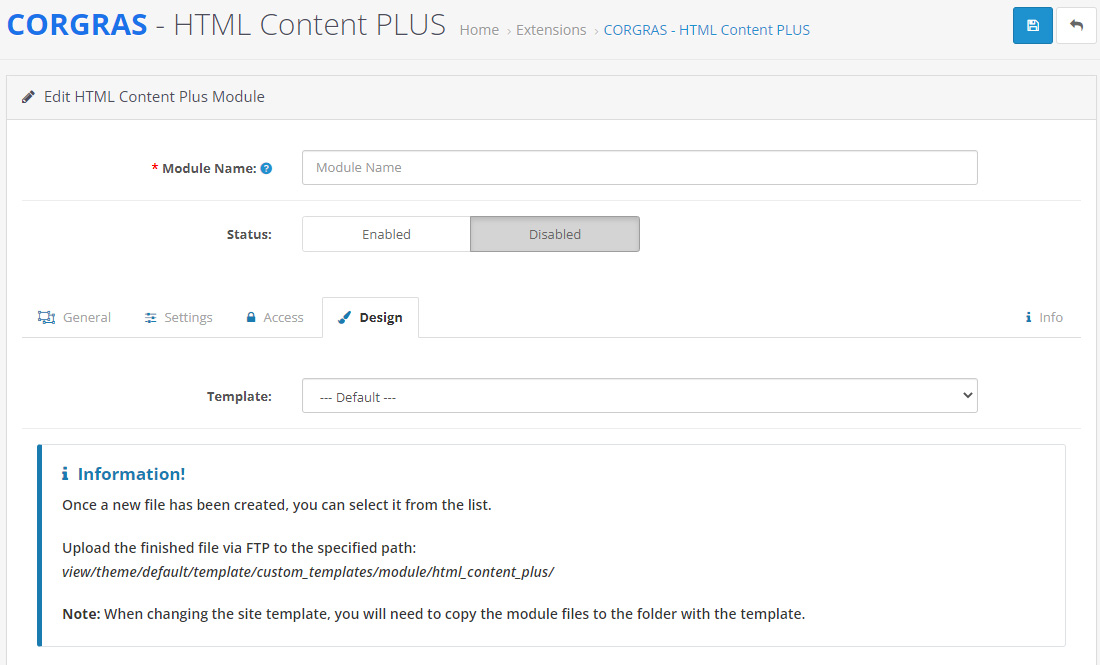 CORGRAS - HTML Content PLUS Home › Extensions › CORGRAS - HTML Content PLUS
Edit HTML Content Plus Module
* Module Name: ?
Module Name
Status:
Enabled Disabled
General Settings Access Design Info
Template:
--- Default ---
Information!
Once a new file has been created, you can select it from the list.
Upload the finished file via FTP to the specified path:
view/theme/default/template/custom_templates/module/html_content_plus/
Note: When changing the site template, you will need to copy the module files to the folder with the template.